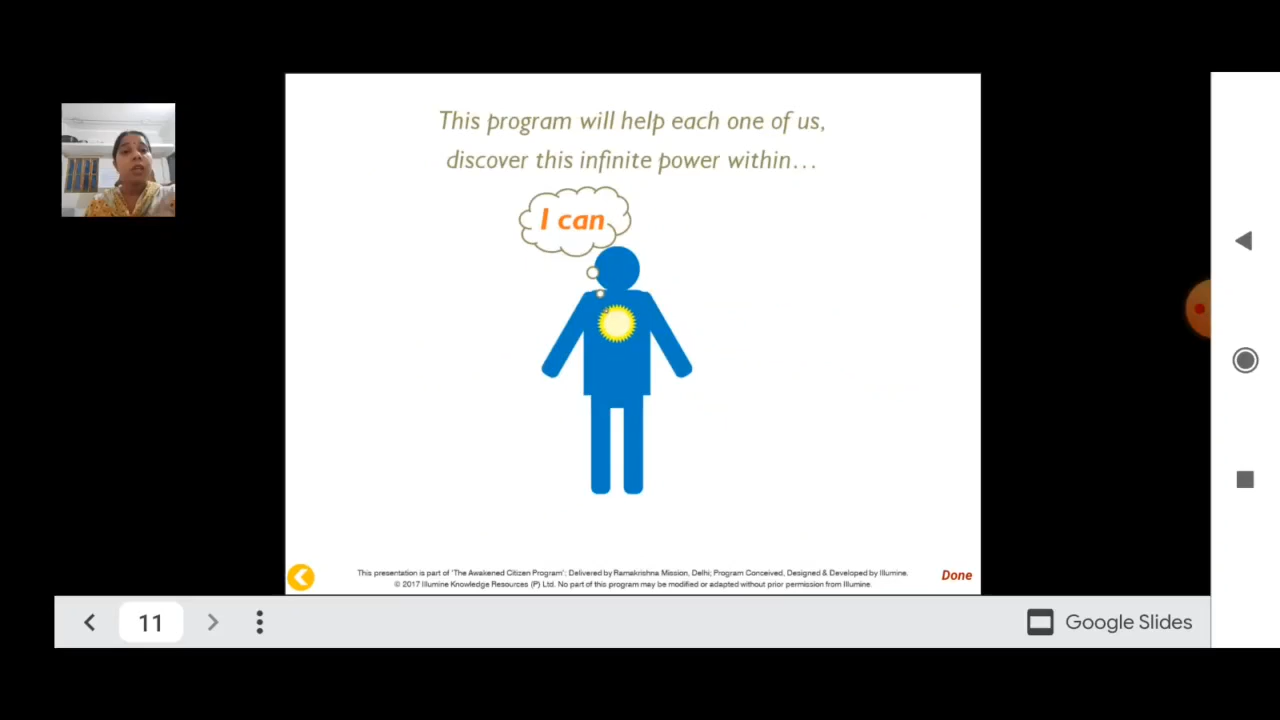 This program will help each one of us,
discover this infinite power within...
I can
This presentation is part of 'The Awakened Citizen Program'; Delivered by Ramakrishna Mission, Delhi; Program Conceived, Designed & Developed by Illumine.
© 2017 Illumine Knowledge Resources (P) Ltd. No part of this program may be modified or adapted without prior permission from Illumine.
Done
11
Google Slides